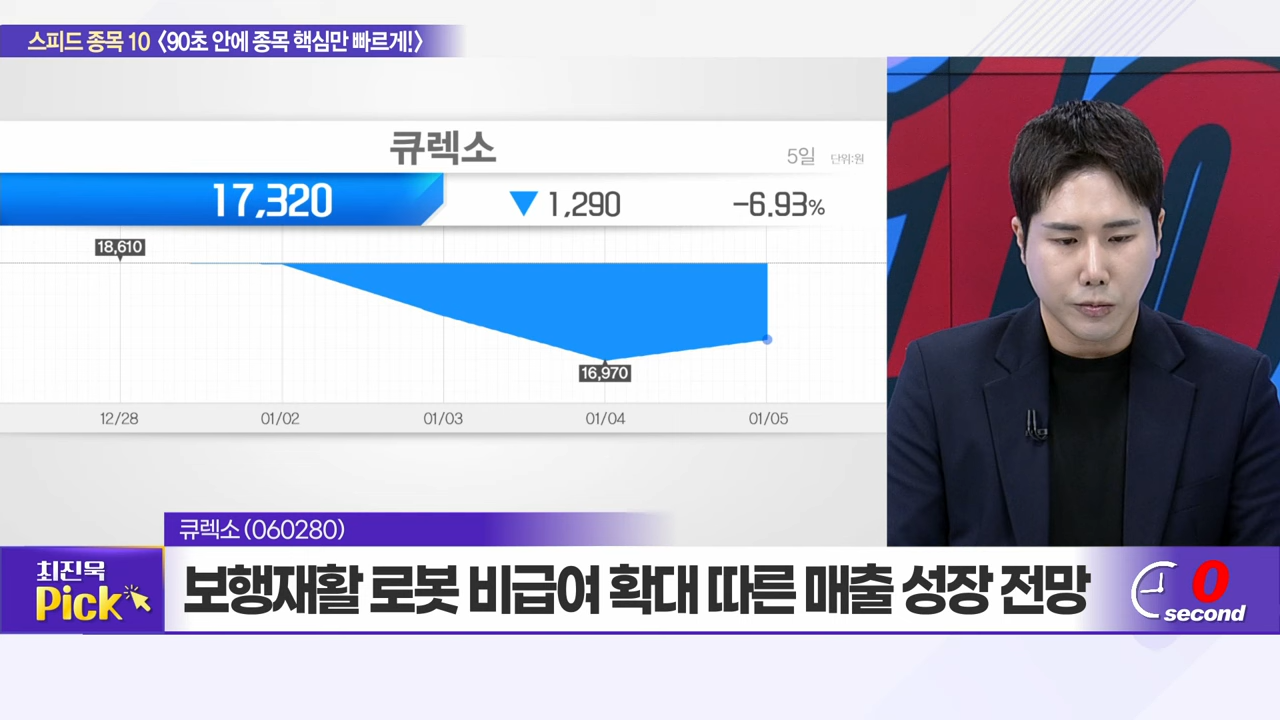 스피드 종목 10 <90초 안에 종목 핵심만 빠르게!>
큐렉소
5일 단위:원
17,320 ▼ 1,290 -6.93%
18,610
16,970
12/28 01/02 01/03 01/04 01/05
큐렉소 (060280)
최진욱
Pick
보행재활 로봇 비급여 확대 따른 매출 성장 전망
0
second